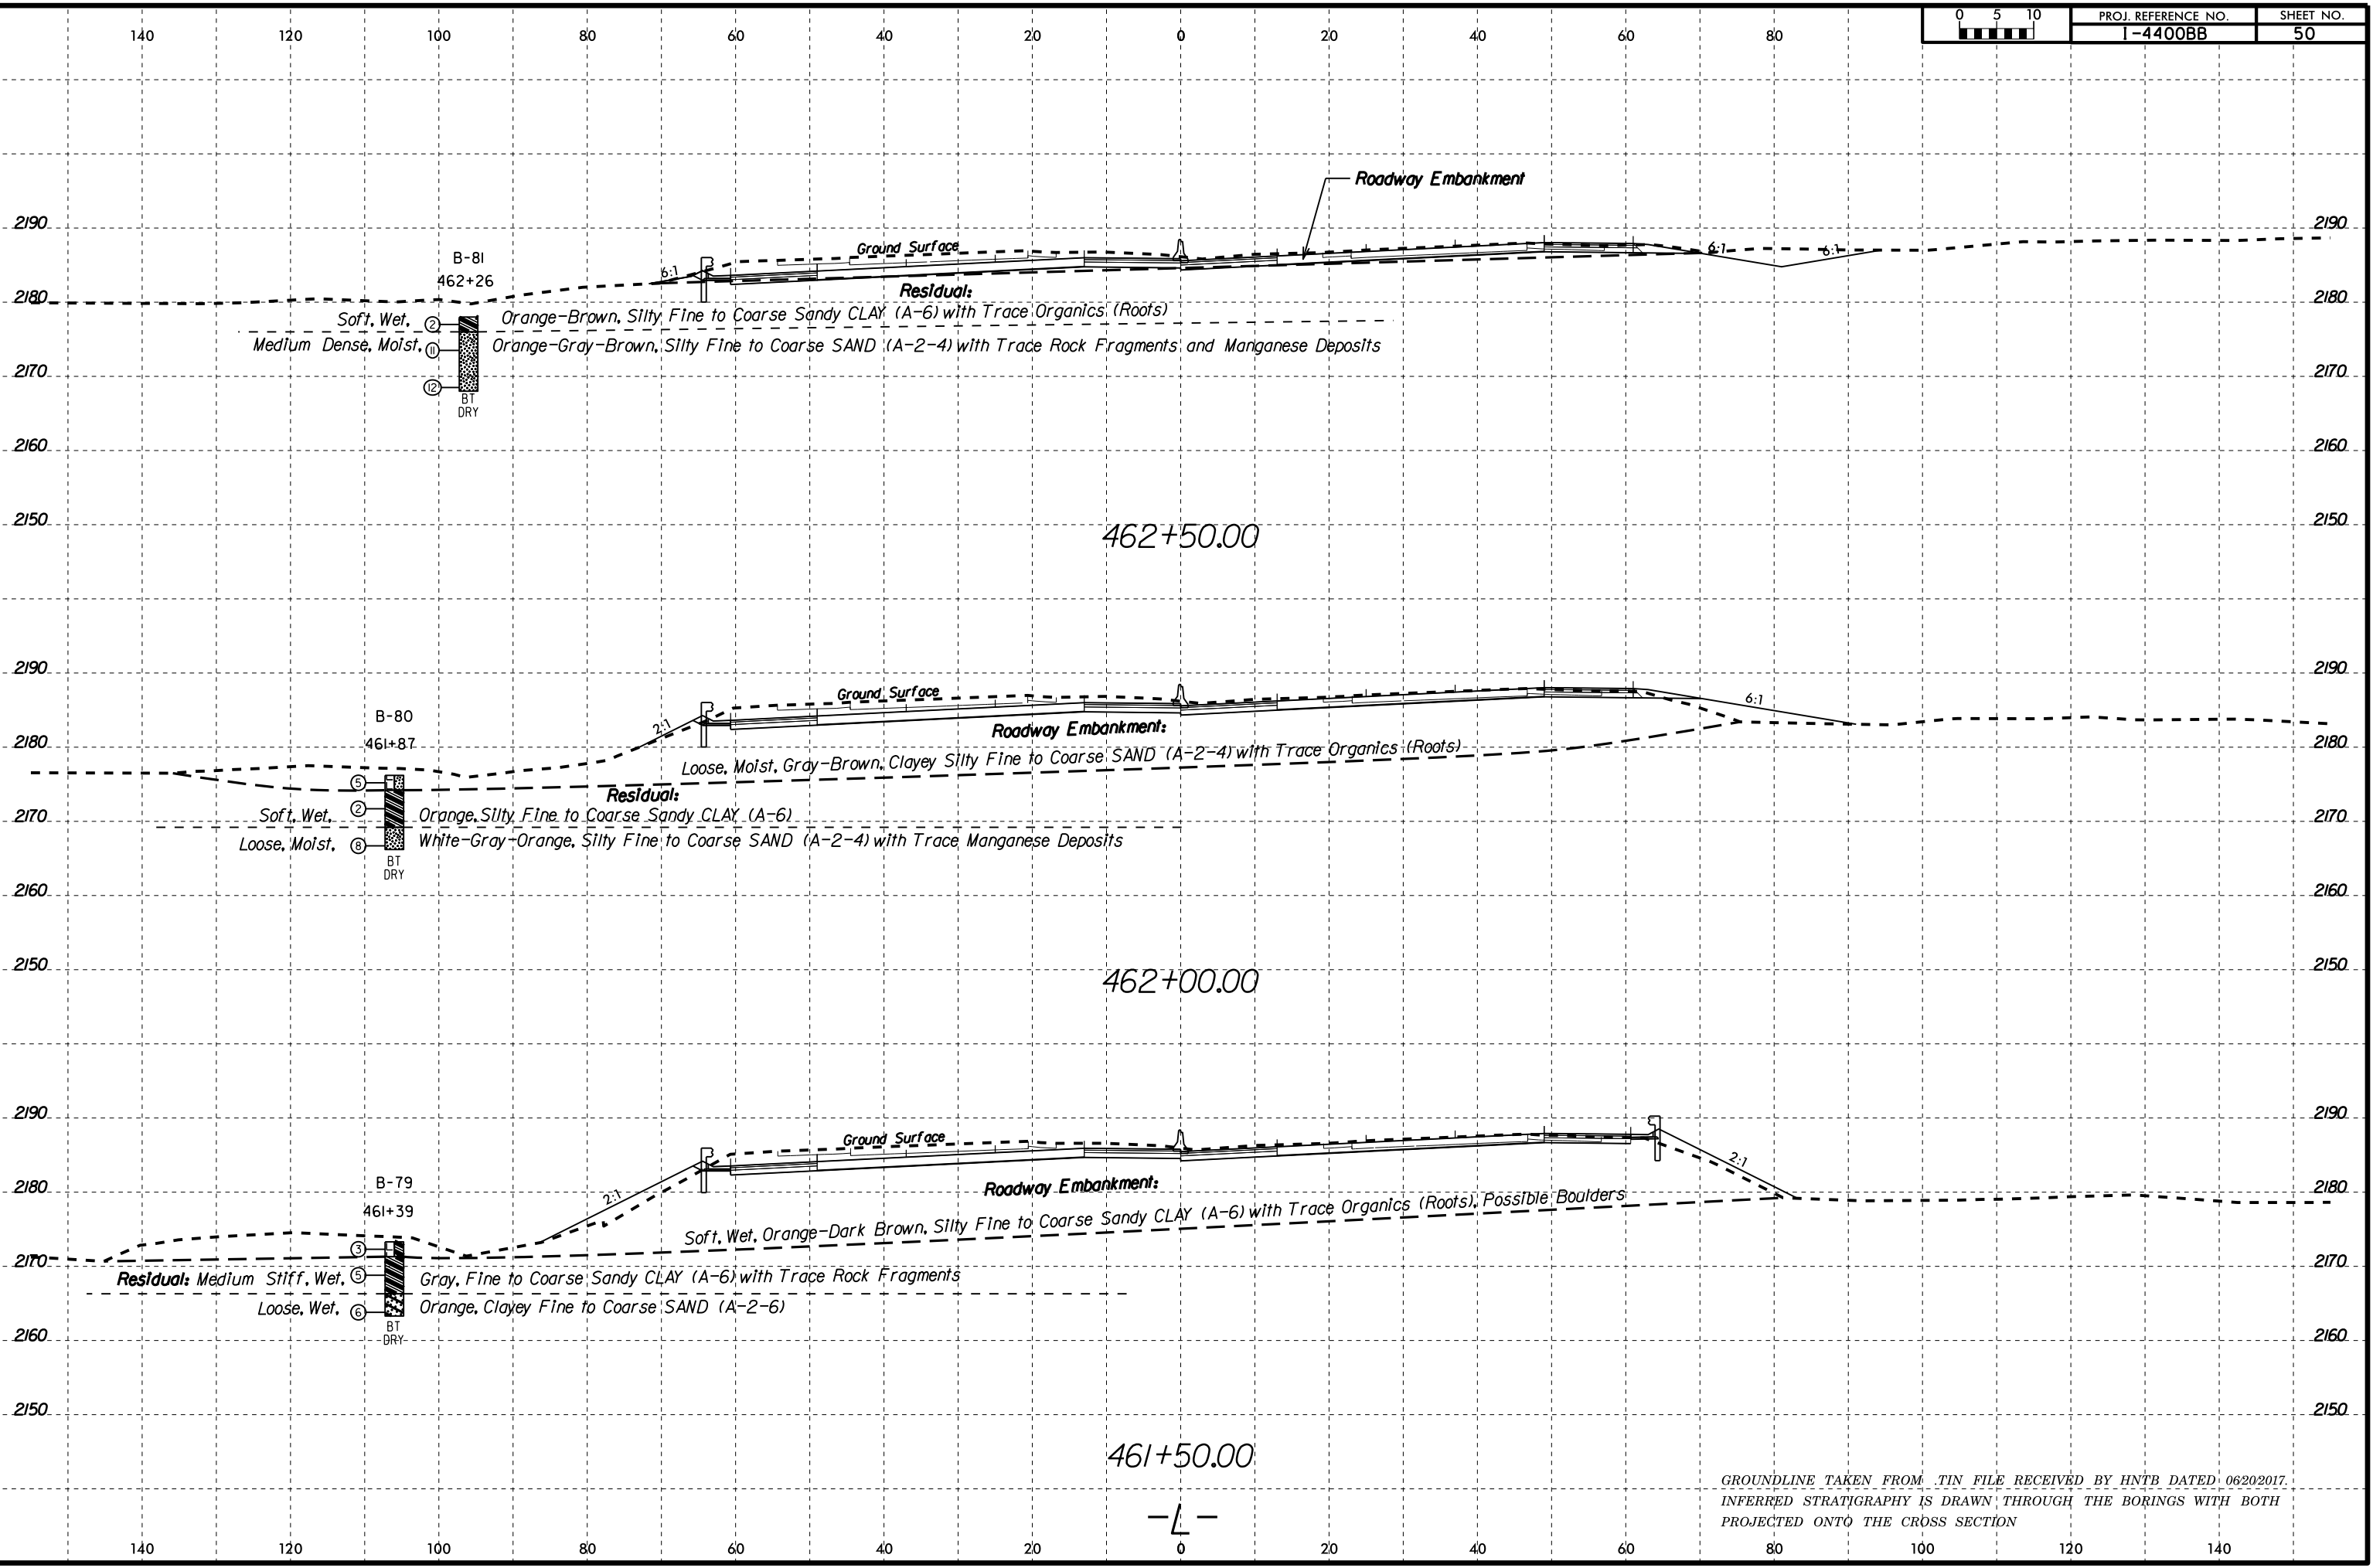 0 5 10 PROJ. REFERENCE NO. SHEET NO.
I-4400BB 50
140 120 100 80 60 40 20 0 20 40 60 80
Roadway Embankment
2190 2190
Ground Surface
6:1 6:1
B-81
462+26
6:1
2180 2180
Residual:
Soft, Wet, 2 Orange-Brown, Silty Fine to Coarse Sandy CLAY (A-6) with Trace Organics (Roots)
Medium Dense, Moist, 11 Orange-Gray-Brown, Silty Fine to Coarse SAND (A-2-4) with Trace Rock Fragments and Manganese Deposits
2170 2170
12
BT
DRY
2160 2160
2150 2150
462+50.00
2190 2190
Ground Surface
6:1
B-80
2:1
Roadway Embankment:
461+87
2180 2180
Loose, Moist, Gray-Brown, Clayey Silty Fine to Coarse SAND (A-2-4) with Trace Organics (Roots)
5
Residual:
2170 2170
Soft, Wet, 2 Orange, Silty Fine to Coarse Sandy CLAY (A-6)
Loose, Moist, 8 White-Gray-Orange, Silty Fine to Coarse SAND (A-2-4) with Trace Manganese Deposits
BT
DRY
2160 2160
2150 2150
462+00.00
2190 2190
Ground Surface
2:1
B-79
Roadway Embankment:
2180 2180
2:1
461+39
Soft, Wet, Orange-Dark Brown, Silty Fine to Coarse Sandy CLAY (A-6) with Trace Organics (Roots), Possible Boulders
3
2170 2170
Residual: Medium Stiff, Wet, 5 Gray, Fine to Coarse Sandy CLAY (A-6) with Trace Rock Fragments
Loose, Wet, 6 Orange, Clayey Fine to Coarse SAND (A-2-6)
BT
DRY
2160 2160
2150 2150
461+50.00
GROUNDLINE TAKEN FROM .TIN FILE RECEIVED BY HNTB DATED 06/20/2017.
INFERRED STRATIGRAPHY IS DRAWN THROUGH THE BORINGS WITH BOTH
PROJECTED ONTO THE CROSS SECTION
-L-
140 120 100 80 60 40 20 0 20 40 60 80 100 120 140